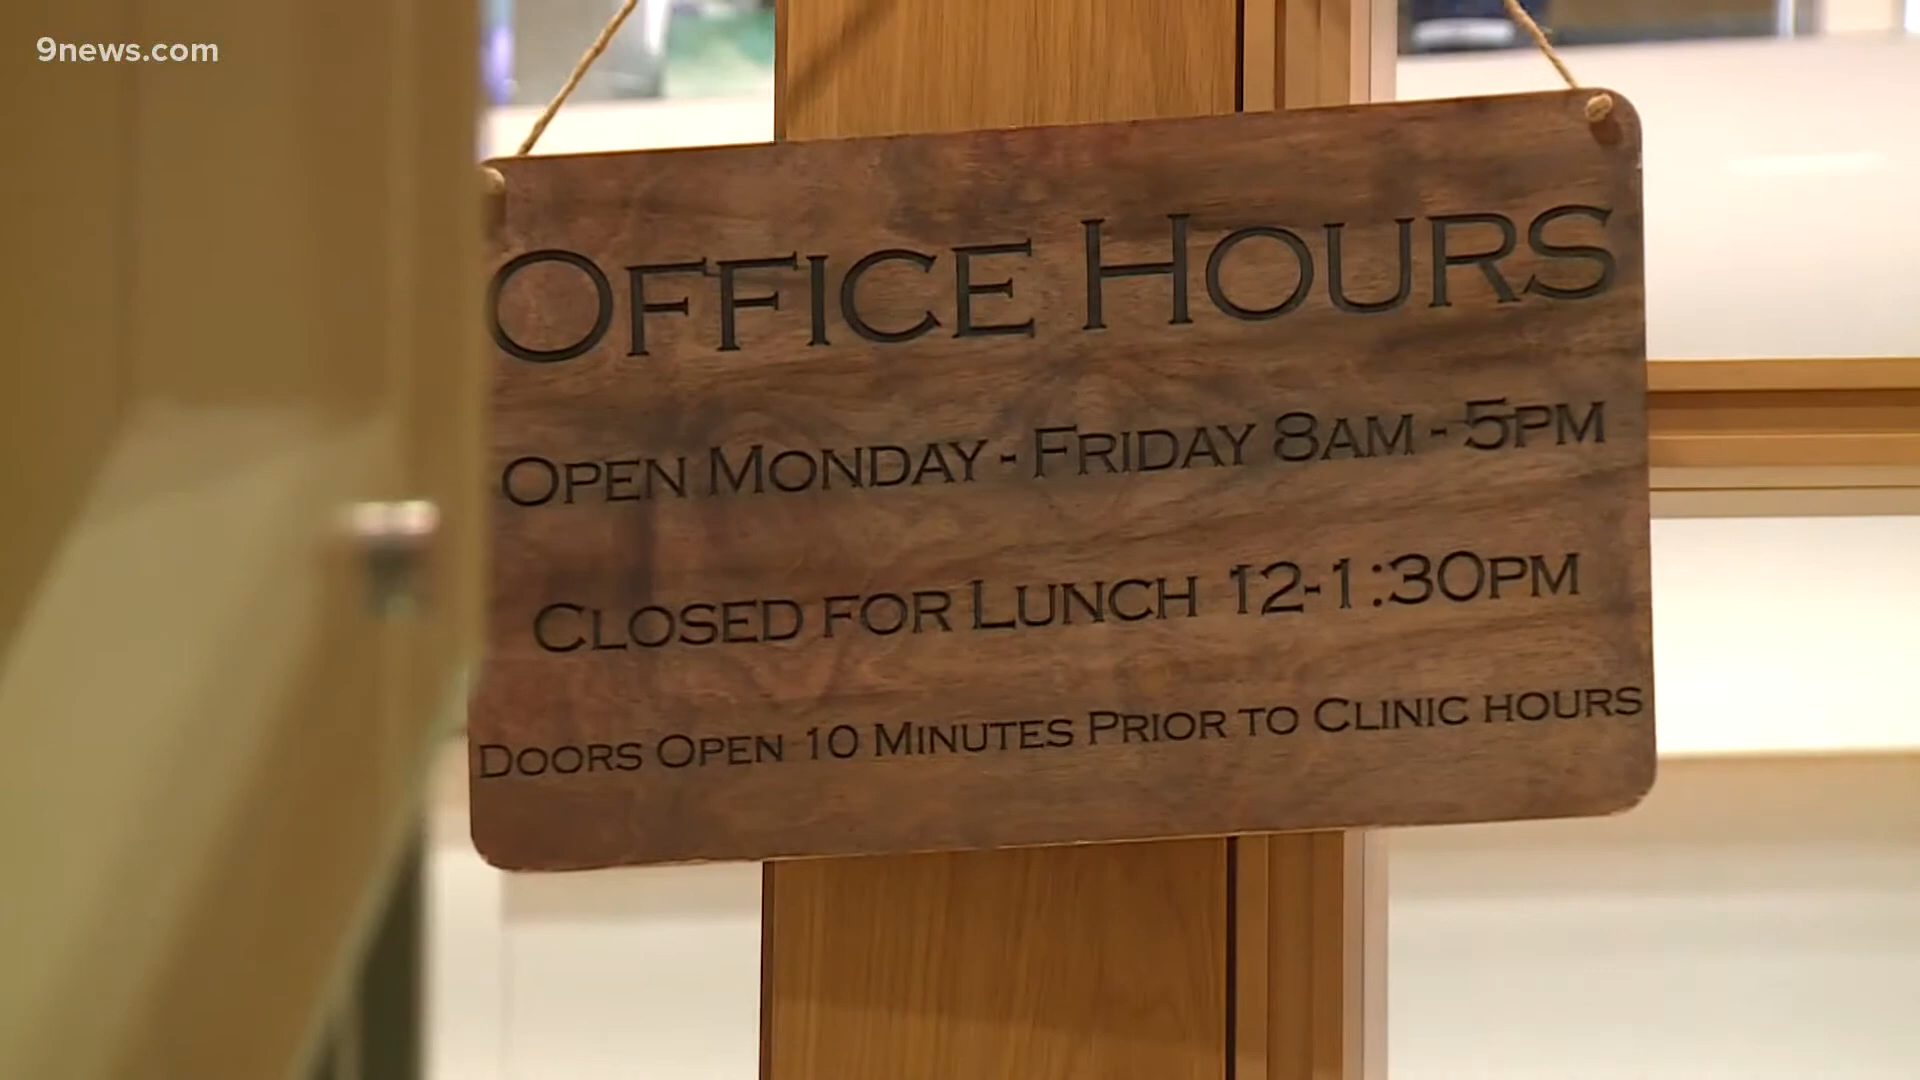 9news.com
OFFICE HOURS
OPEN MONDAY - FRIDAY 8AM - 5PM
CLOSED FOR LUNCH 12-1:30PM
DOORS OPEN 10 MINUTES PRIOR TO CLINIC HOURS